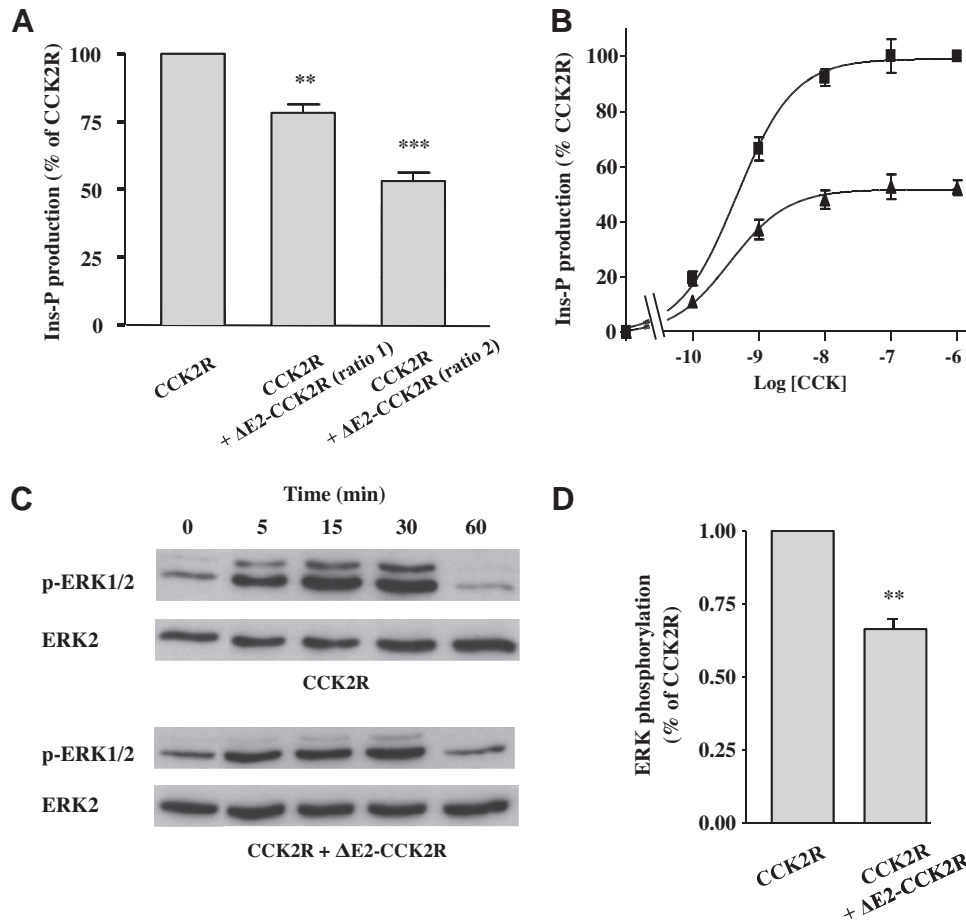 A
Ins-P production (% of CCK2R)
100
75
50
25
0
**
***
CCK2R
CCK2R
+ ΔE2-CCK2R (ratio 1)
CCK2R
+ ΔE2-CCK2R (ratio 2)
B
Ins-P production (% CCK2R)
100
80
60
40
20
0
-10 -9 -8 -7 -6
Log [CCK]
C
Time (min)
0 5 15 30 60
p-ERK1/2
ERK2
CCK2R
p-ERK1/2
ERK2
CCK2R + ΔE2-CCK2R
D
ERK phosphorylation
(% of CCK2R)
1.00
0.75
0.50
0.25
0.00
**
CCK2R
CCK2R
+ ΔE2-CCK2R